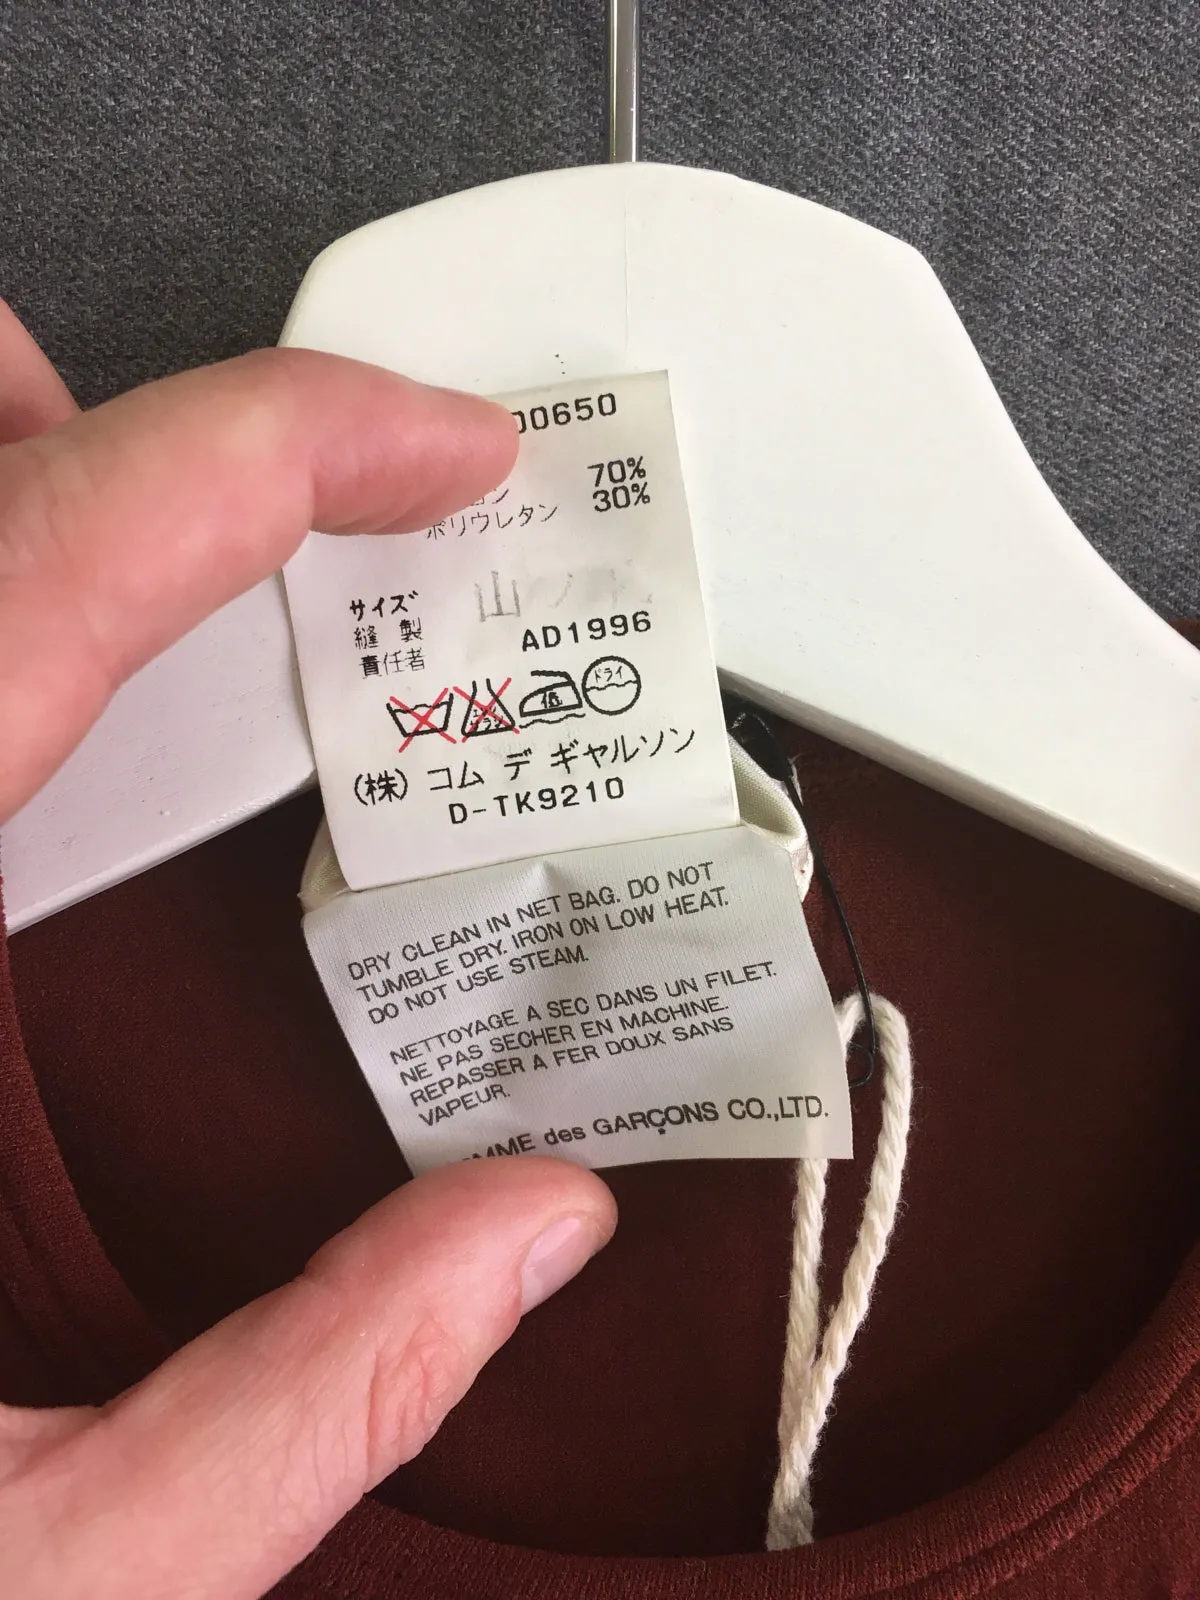 00650
70%
ポリウレタン 30%
サイズ 山
縫製 AD1996
責任者
低 ドライ
(株) コム デ ギャルソン
D-TK9210
DRY CLEAN IN NET BAG. DO NOT
TUMBLE DRY. IRON ON LOW HEAT.
DO NOT USE STEAM.
NETTOYAGE A SEC DANS UN FILET.
NE PAS SECHER EN MACHINE.
REPASSER A FER DOUX SANS
VAPEUR.
des GARÇONS CO.,LTD.